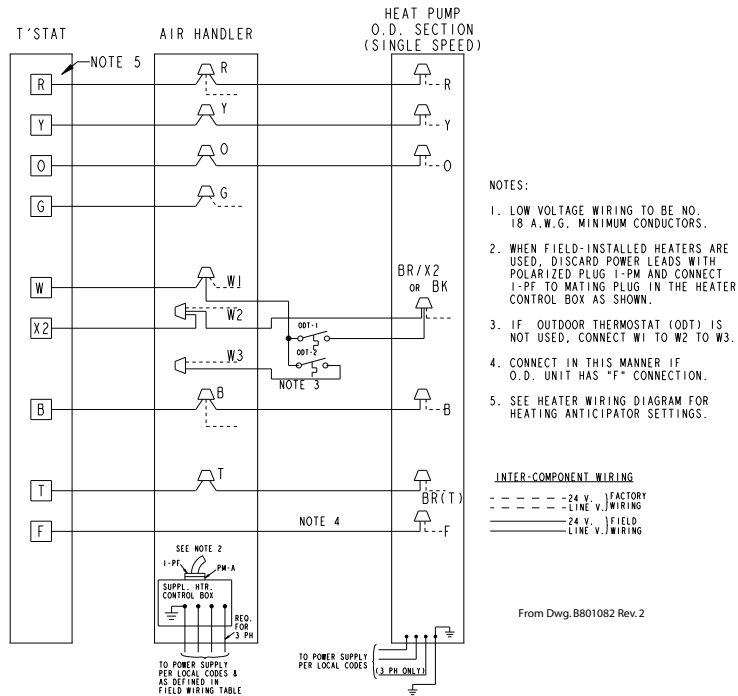 HEAT PUMP
O.D. SECTION
(SINGLE SPEED)
T'STAT
AIR HANDLER
NOTE 5
R
R
R
Y
Y
Y
O
O
O
G
G
W
W1
BR/X2
OR BK
X2
W2
ODT-1
ODT-2
W3
NOTE 3
B
B
B
T
T
BR(T)
F
NOTE 4
F
SEE NOTE 2
1-PF
PM-A
SUPPL. HTR.
CONTROL BOX
REQ.
FOR
3 PH
TO POWER SUPPLY
PER LOCAL CODES &
AS DEFINED IN
FIELD WIRING TABLE
TO POWER SUPPLY
PER LOCAL CODES
(3 PH ONLY)
NOTES:
1. LOW VOLTAGE WIRING TO BE NO.
18 A.W.G. MINIMUM CONDUCTORS.
2. WHEN FIELD-INSTALLED HEATERS ARE
USED, DISCARD POWER LEADS WITH
POLARIZED PLUG 1-PM AND CONNECT
1-PF TO MATING PLUG IN THE HEATER
CONTROL BOX AS SHOWN.
3. IF OUTDOOR THERMOSTAT (ODT) IS
NOT USED, CONNECT W1 TO W2 TO W3.
4. CONNECT IN THIS MANNER IF
O.D. UNIT HAS "F" CONNECTION.
5. SEE HEATER WIRING DIAGRAM FOR
HEATING ANTICIPATOR SETTINGS.
INTER-COMPONENT WIRING
24 V. } FACTORY
LINE V. } WIRING
24 V. } FIELD
LINE V. } WIRING
From Dwg. B801082 Rev. 2